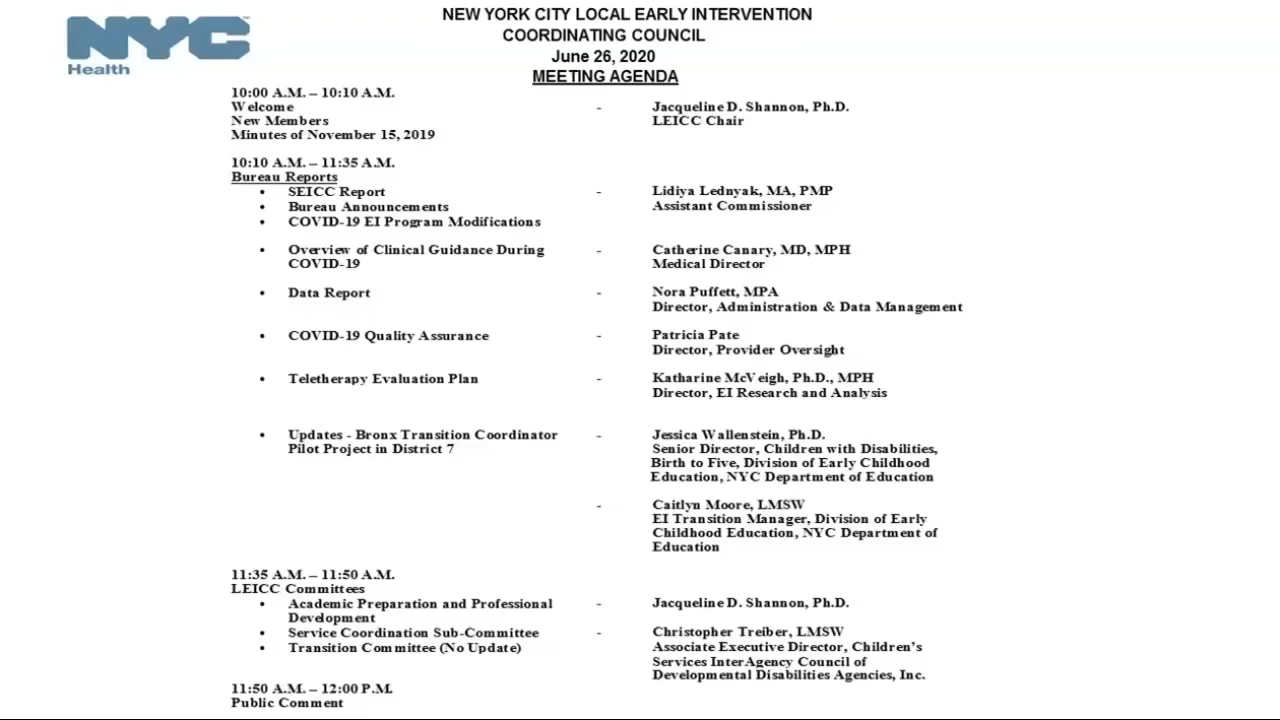 NYC
Health
NEW YORK CITY LOCAL EARLY INTERVENTION
COORDINATING COUNCIL
June 26, 2020
MEETING AGENDA
10:00 A.M. – 10:10 A.M.
Welcome - Jacqueline D. Shannon, Ph.D.
New Members LEICC Chair
Minutes of November 15, 2019
10:10 A.M. – 11:35 A.M.
Bureau Reports
• SEICC Report - Lidiya Lednyak, MA, PMP
• Bureau Announcements Assistant Commissioner
• COVID-19 EI Program Modifications
• Overview of Clinical Guidance During - Catherine Canary, MD, MPH
COVID-19 Medical Director
• Data Report - Nora Puffett, MPA
Director, Administration & Data Management
• COVID-19 Quality Assurance - Patricia Pate
Director, Provider Oversight
• Teletherapy Evaluation Plan - Katharine McVeigh, Ph.D., MPH
Director, EI Research and Analysis
• Updates - Bronx Transition Coordinator - Jessica Wallenstein, Ph.D.
Pilot Project in District 7 Senior Director, Children with Disabilities,
Birth to Five, Division of Early Childhood
Education, NYC Department of Education
- Caitlyn Moore, LMSW
EI Transition Manager, Division of Early
Childhood Education, NYC Department of
Education
11:35 A.M. – 11:50 A.M.
LEICC Committees
• Academic Preparation and Professional - Jacqueline D. Shannon, Ph.D.
Development
• Service Coordination Sub-Committee - Christopher Treiber, LMSW
• Transition Committee (No Update) Associate Executive Director, Children’s
Services InterAgency Council of
Developmental Disabilities Agencies, Inc.
11:50 A.M. – 12:00 P.M.
Public Comment